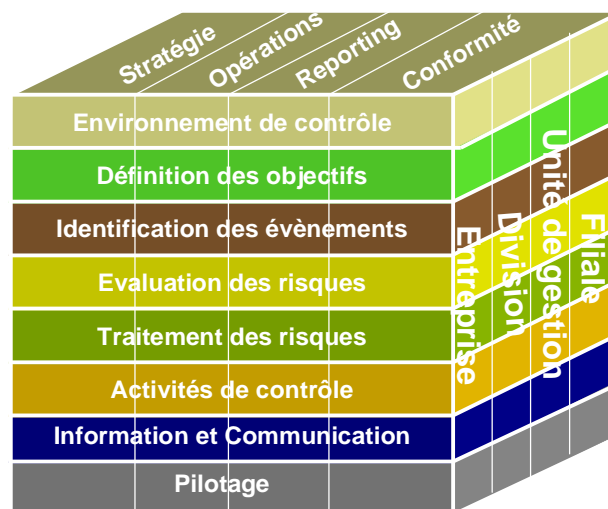 Stratégie
Opérations
Reporting
Conformité
Environnement de contrôle
Définition des objectifs
Identification des évènements
Evaluation des risques
Traitement des risques
Activités de contrôle
Information et Communication
Pilotage
Entreprise
Division
Unité de gestion
Filiale